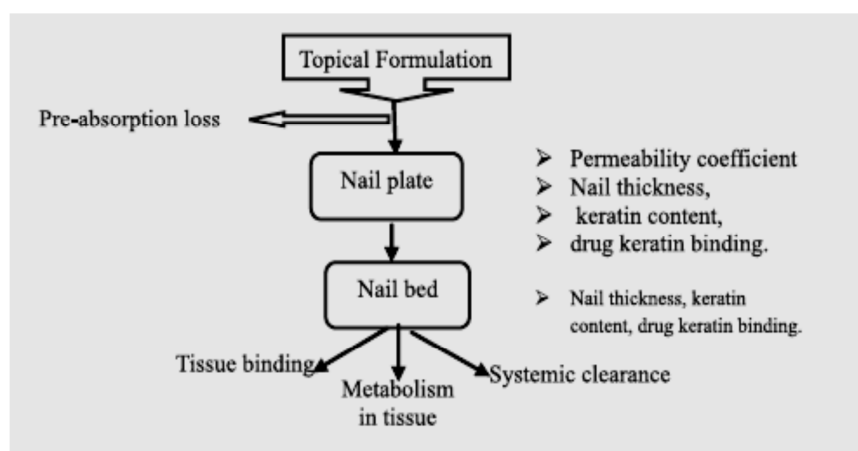 Topical Formulation
Pre-absorption loss
Nail plate
➢ Permeability coefficient
➢ Nail thickness,
➢ keratin content,
➢ drug keratin binding.
Nail bed
➢ Nail thickness, keratin
content, drug keratin binding.
Tissue binding
Metabolism
in tissue
Systemic clearance